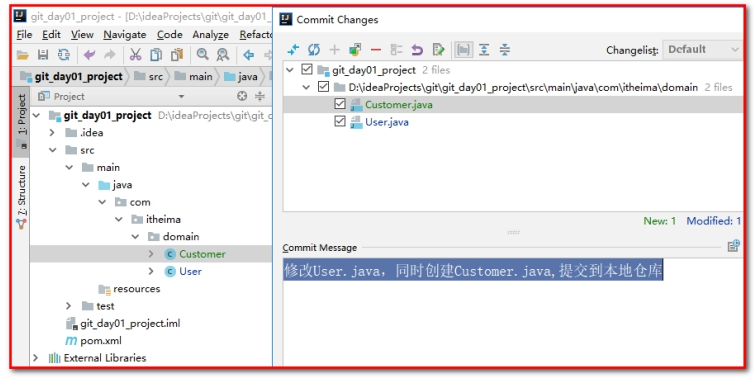 git_day01_project - [D:\ideaProjects\git\git_day01_
File Edit View Navigate Code Analyze Refacto
git_day01_project src main java
Project
git_day01_project D:\ideaProjects\git\git_d
.idea
src
main
java
com
itheima
domain
Customer
User
resources
test
git_day01_project.iml
pom.xml
External Libraries
1: Project
Z: Structure
Commit Changes
Changelist: Default
git_day01_project 2 files
D:\ideaProjects\git\git_day01_project\src\main\java\com\itheima\domain 2 files
Customer.java
User.java
New: 1 Modified: 1
Commit Message
修改User.java，同时创建Customer.java,提交到本地仓库